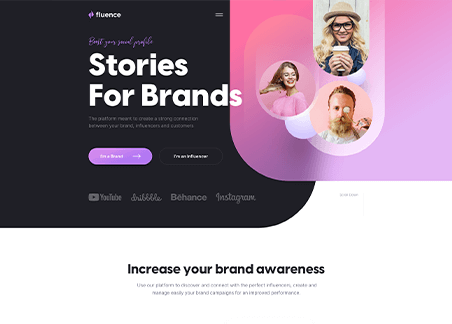 fluence
Boost your social profile
Stories
For Brands
The platform meant to create a strong connection
between your brand, influencers and customers
I'm a Brand
I'm an Influencer
YouTube
dribbble
Bēhance
Instagram
Increase your brand awareness
Use our platform to discover and connect with the perfect influencers, create and
manage easily your brand campaigns for an improved performance